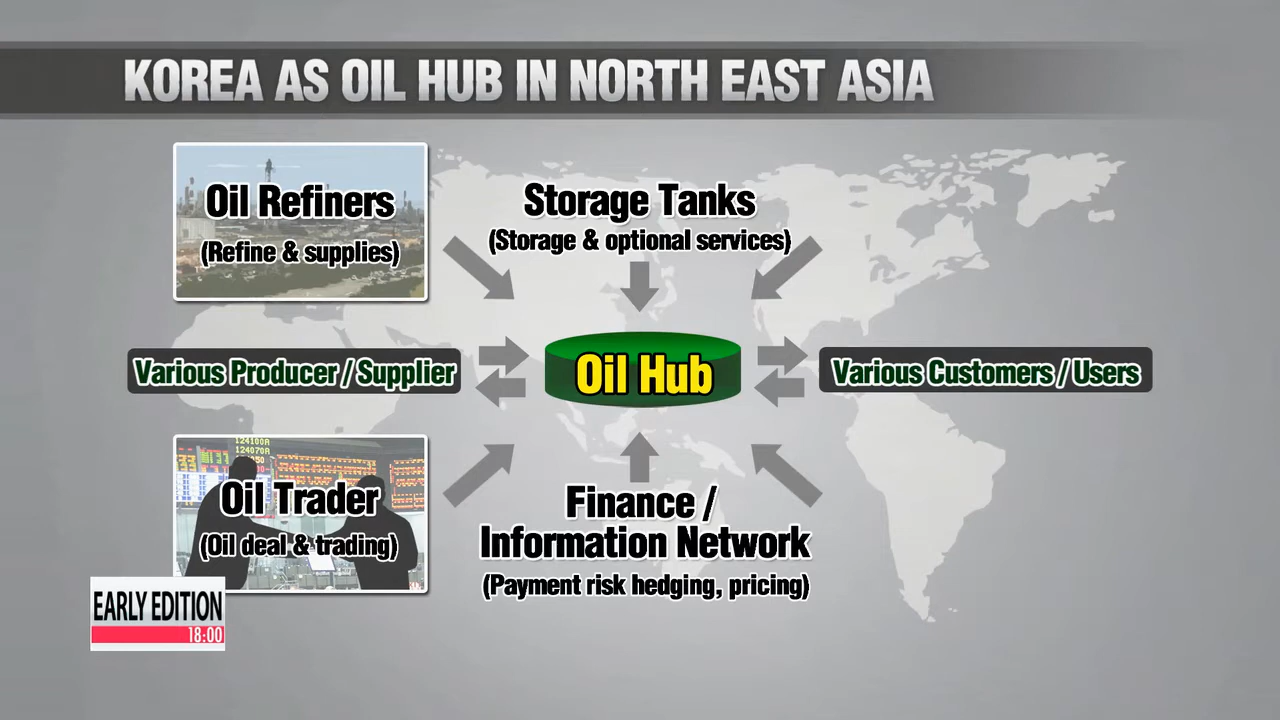 KOREA AS OIL HUB IN NORTH EAST ASIA
Oil Refiners
(Refine & supplies)
Storage Tanks
(Storage & optional services)
Various Producer / Supplier
Oil Hub
Various Customers / Users
124100A
124070A
Oil Trader
(Oil deal & trading)
Finance /
Information Network
(Payment risk hedging, pricing)
EARLY EDITION
18:00